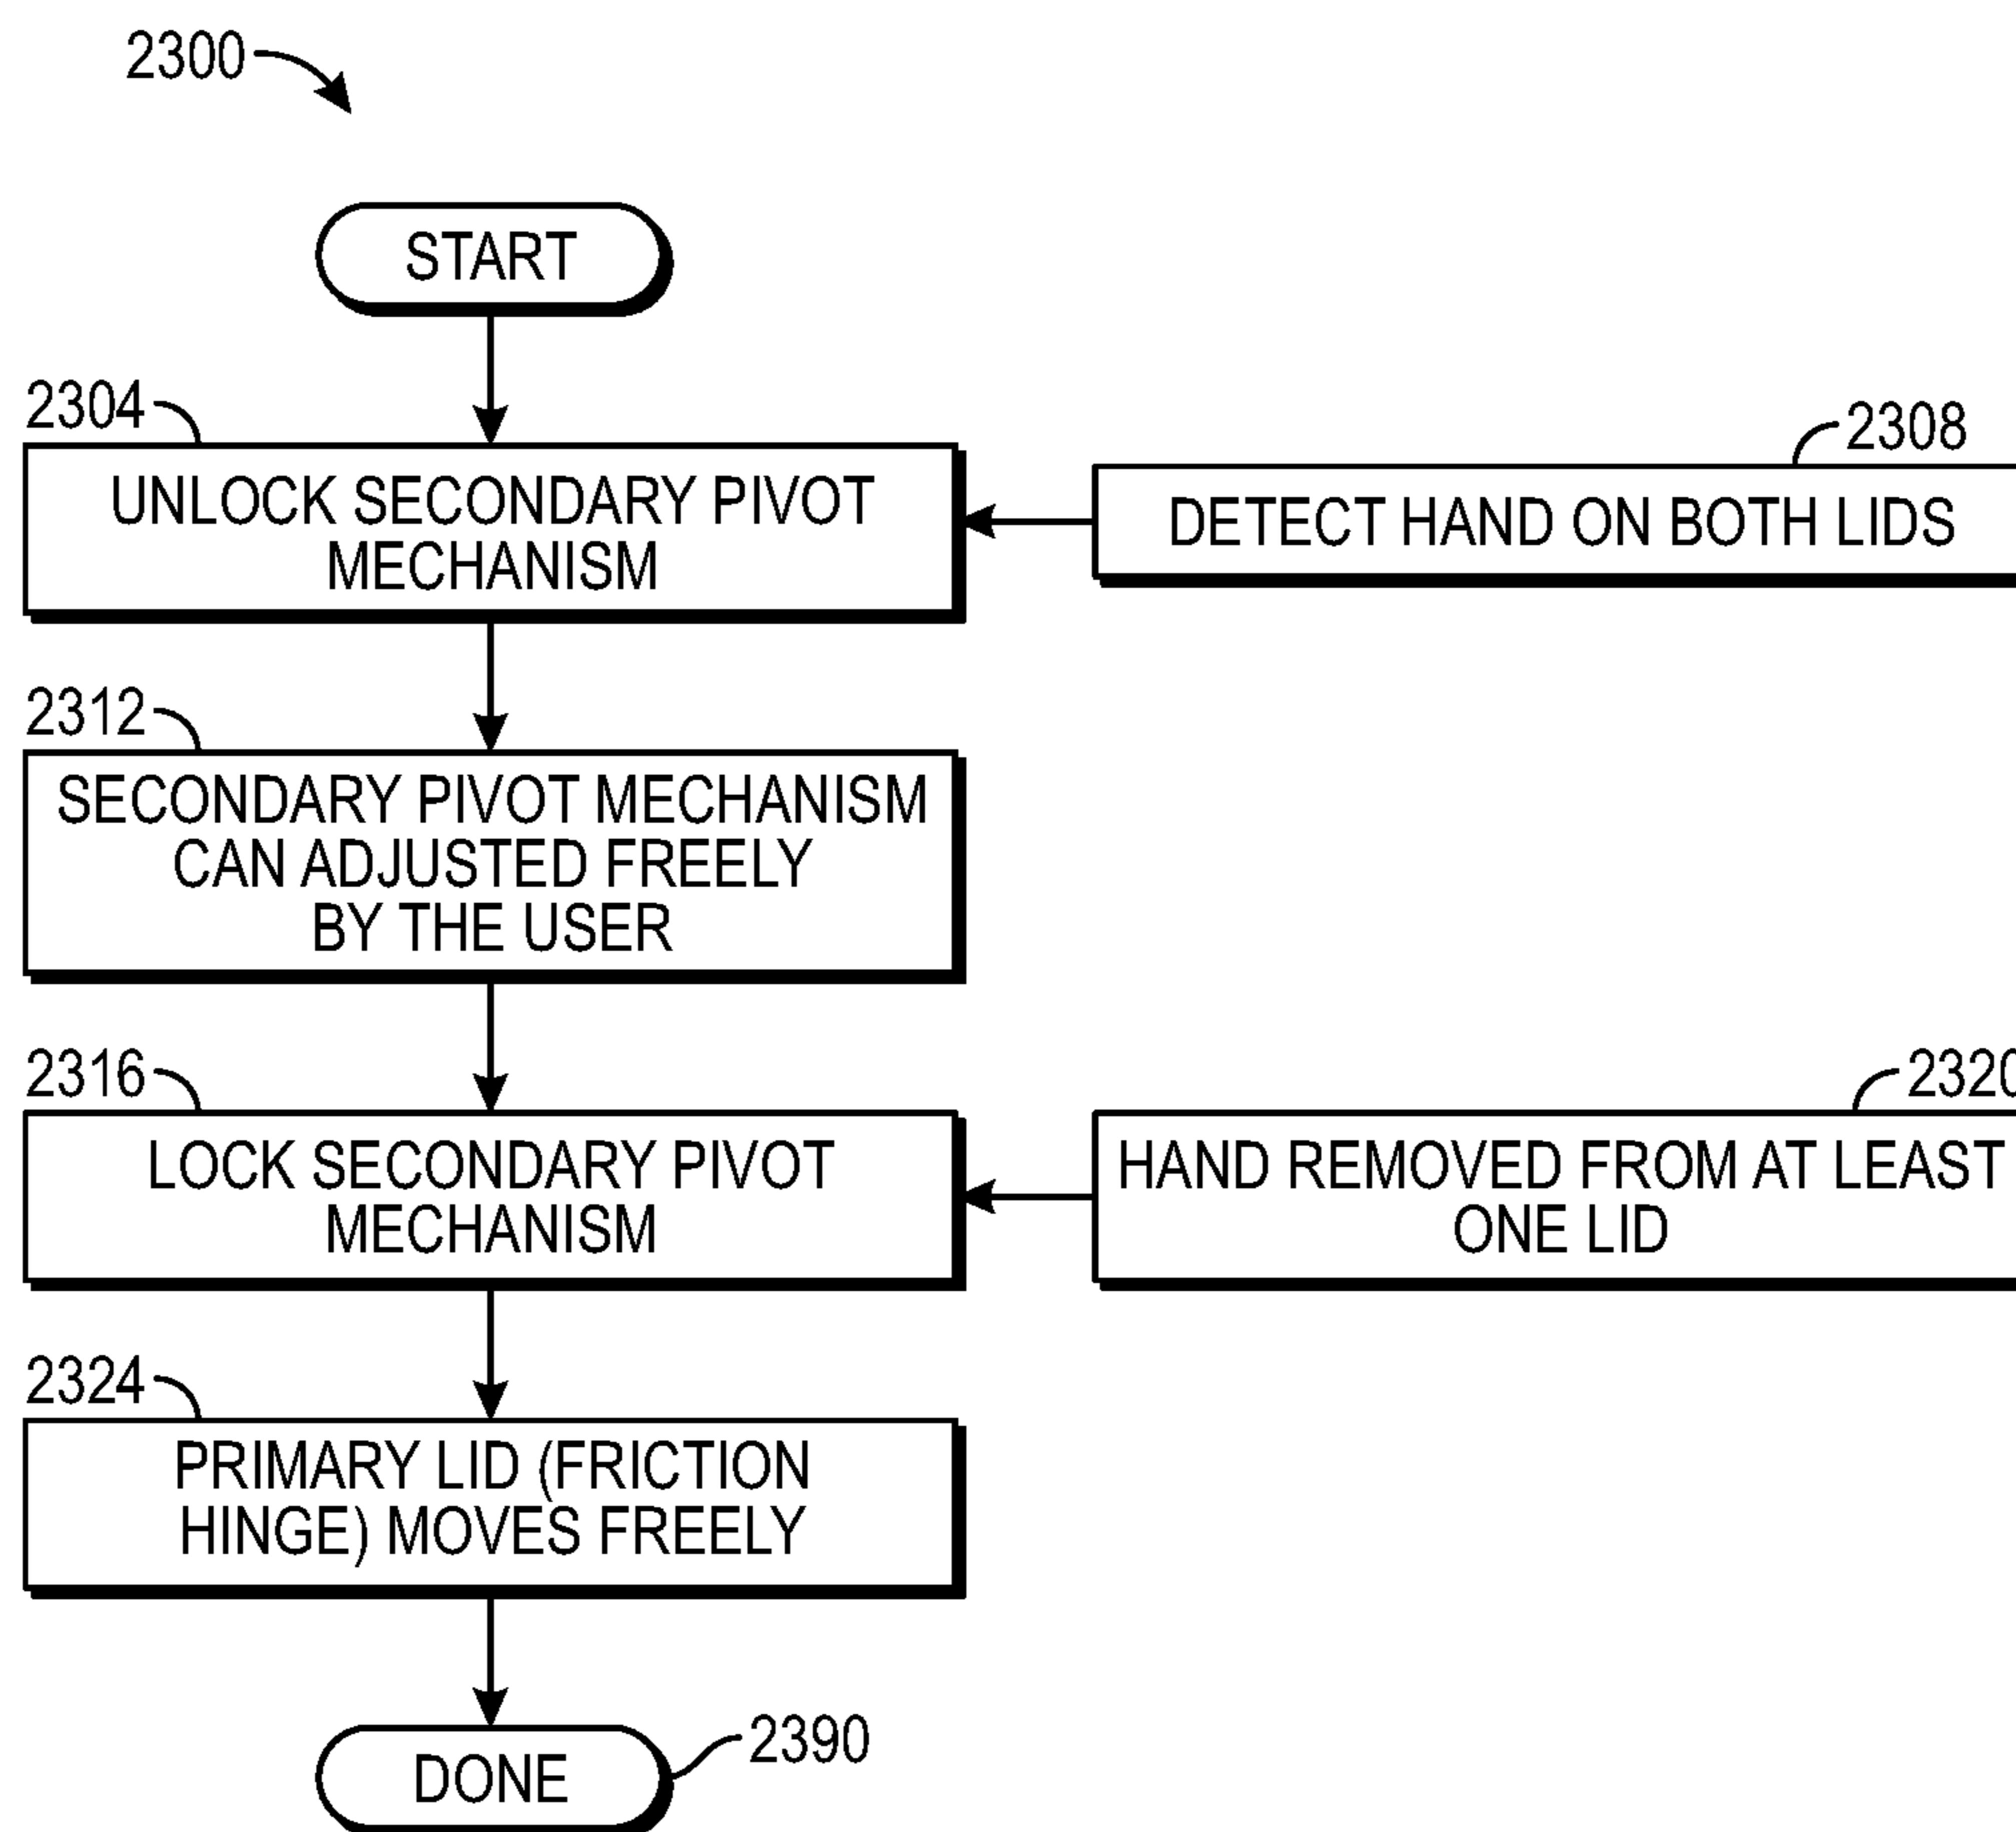 2300
START
2304
UNLOCK SECONDARY PIVOT
MECHANISM
2308
DETECT HAND ON BOTH LIDS
2312
SECONDARY PIVOT MECHANISM
CAN ADJUSTED FREELY
BY THE USER
2316
LOCK SECONDARY PIVOT
MECHANISM
2320
HAND REMOVED FROM AT LEAST
ONE LID
2324
PRIMARY LID (FRICTION
HINGE) MOVES FREELY
DONE
2390